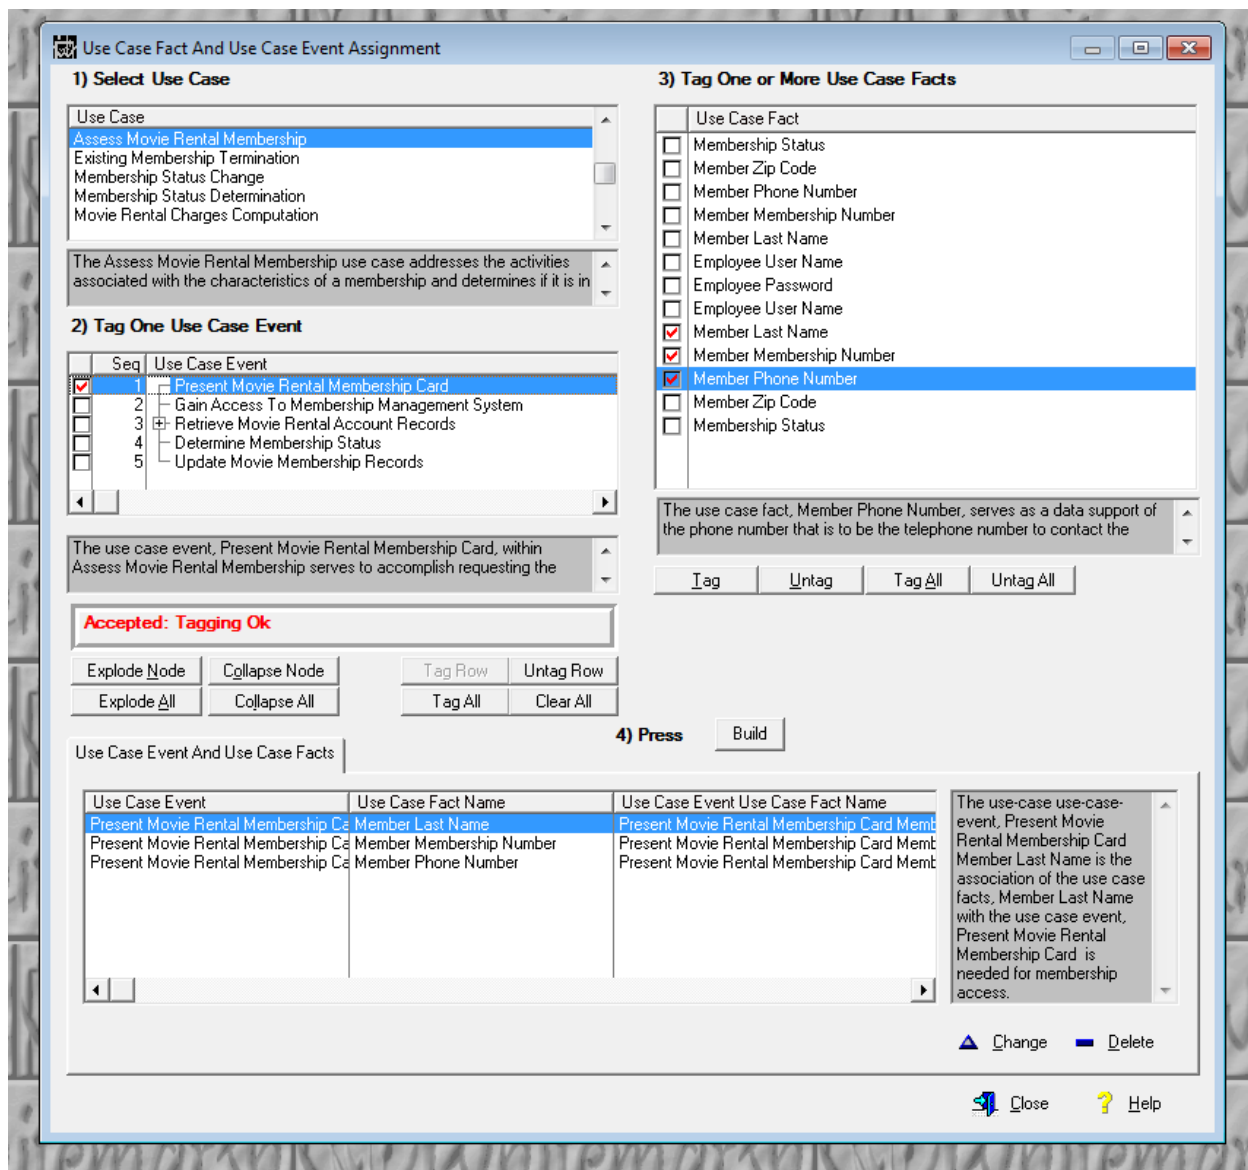 Use Case Fact And Use Case Event Assignment
1) Select Use Case
Use Case
Assess Movie Rental Membership
Existing Membership Termination
Membership Status Change
Membership Status Determination
Movie Rental Charges Computation
The Assess Movie Rental Membership use case addresses the activities
associated with the characteristics of a membership and determines if it is in
2) Tag One Use Case Event
Seq Use Case Event
1 Present Movie Rental Membership Card
2 Gain Access To Membership Management System
3 Retrieve Movie Rental Account Records
4 Determine Membership Status
5 Update Movie Membership Records
The use case event, Present Movie Rental Membership Card, within
Assess Movie Rental Membership serves to accomplish requesting the
Accepted: Tagging Ok
Explode Node Collapse Node Tag Row Untag Row
Explode All Collapse All Tag All Clear All
3) Tag One or More Use Case Facts
Use Case Fact
Membership Status
Member Zip Code
Member Phone Number
Member Membership Number
Member Last Name
Employee User Name
Employee Password
Employee User Name
Member Last Name
Member Membership Number
Member Phone Number
Member Zip Code
Membership Status
The use case fact, Member Phone Number, serves as a data support of
the phone number that is to be the telephone number to contact the
Tag Untag Tag All Untag All
4) Press Build
Use Case Event And Use Case Facts
Use Case Event Use Case Fact Name Use Case Event Use Case Fact Name
Present Movie Rental Membership Ca Member Last Name Present Movie Rental Membership Card Memb
Present Movie Rental Membership Ca Member Membership Number Present Movie Rental Membership Card Memb
Present Movie Rental Membership Ca Member Phone Number Present Movie Rental Membership Card Memb
The use-case use-case-
event, Present Movie
Rental Membership Card
Member Last Name is the
association of the use case
facts, Member Last Name
with the use case event,
Present Movie Rental
Membership Card is
needed for membership
access.
Change Delete
Close Help